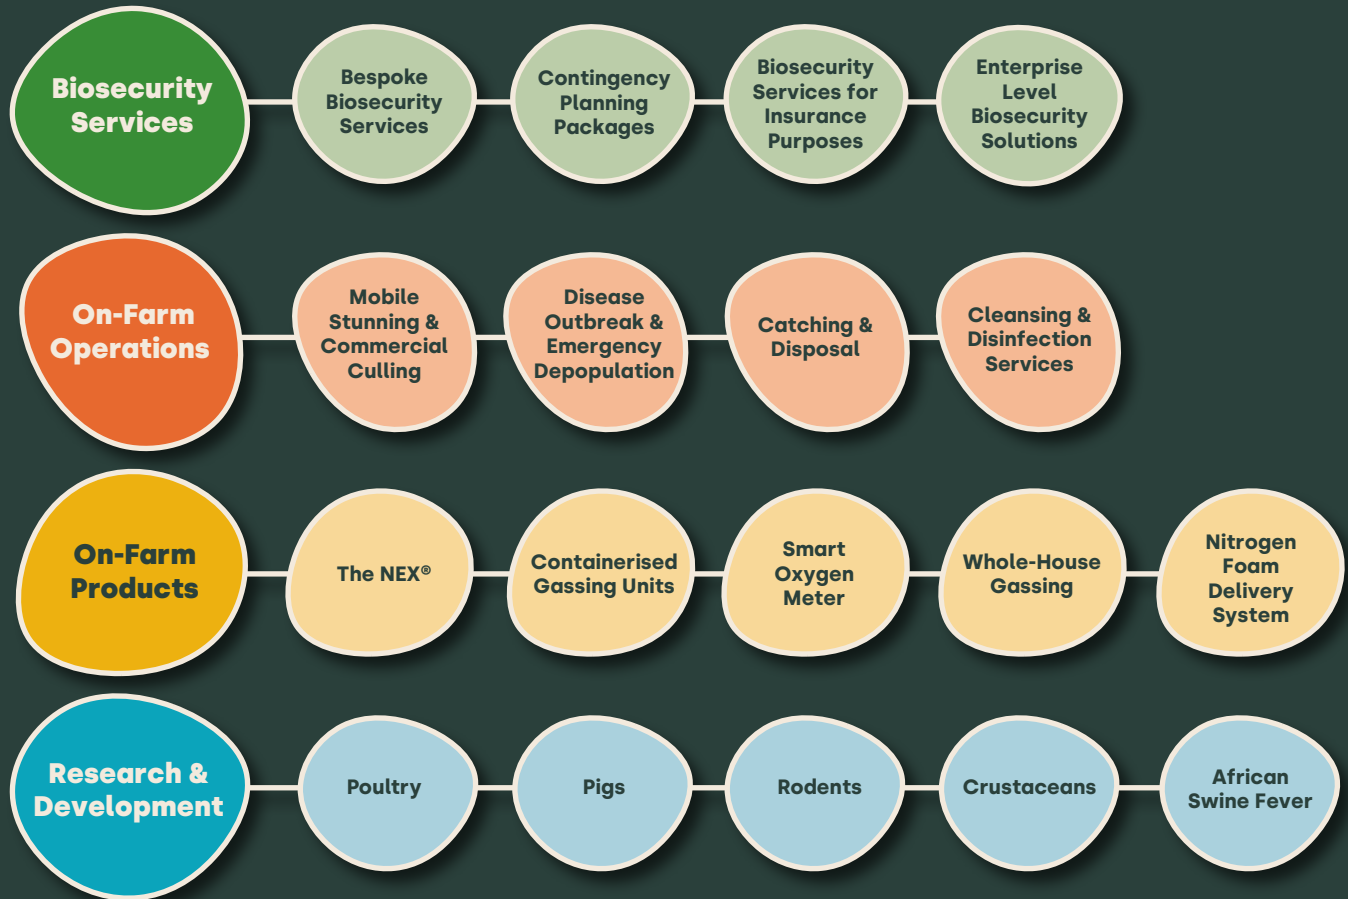 Biosecurity
Services
Bespoke
Biosecurity
Services
Contingency
Planning
Packages
Biosecurity
Services for
Insurance
Purposes
Enterprise
Level
Biosecurity
Solutions
On-Farm
Operations
Mobile
Stunning &
Commercial
Culling
Disease
Outbreak &
Emergency
Depopulation
Catching &
Disposal
Cleansing &
Disinfection
Services
On-Farm
Products
The NEX®
Containerised
Gassing Units
Smart
Oxygen
Meter
Whole-House
Gassing
Nitrogen
Foam
Delivery
System
Research &
Development
Poultry
Pigs
Rodents
Crustaceans
African
Swine Fever